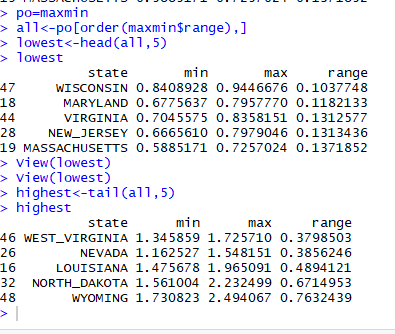 > po=maxmin
> all<-po[order(maxmin$range),]
> lowest<-head(all,5)
> lowest
state min max range
47 WISCONSIN 0.8408928 0.9446676 0.1037748
18 MARYLAND 0.6775637 0.7957770 0.1182133
44 VIRGINIA 0.7045575 0.8358151 0.1312577
28 NEW_JERSEY 0.6665610 0.7979046 0.1313436
19 MASSACHUSETTS 0.5885171 0.7257024 0.1371852
> View(lowest)
> View(lowest)
> highest<-tail(all,5)
> highest
state min max range
46 WEST_VIRGINIA 1.345859 1.725710 0.3798503
26 NEVADA 1.162527 1.548151 0.3856246
16 LOUISIANA 1.475678 1.965091 0.4894121
32 NORTH_DAKOTA 1.561004 2.232499 0.6714953
48 WYOMING 1.730823 2.494067 0.7632439
>